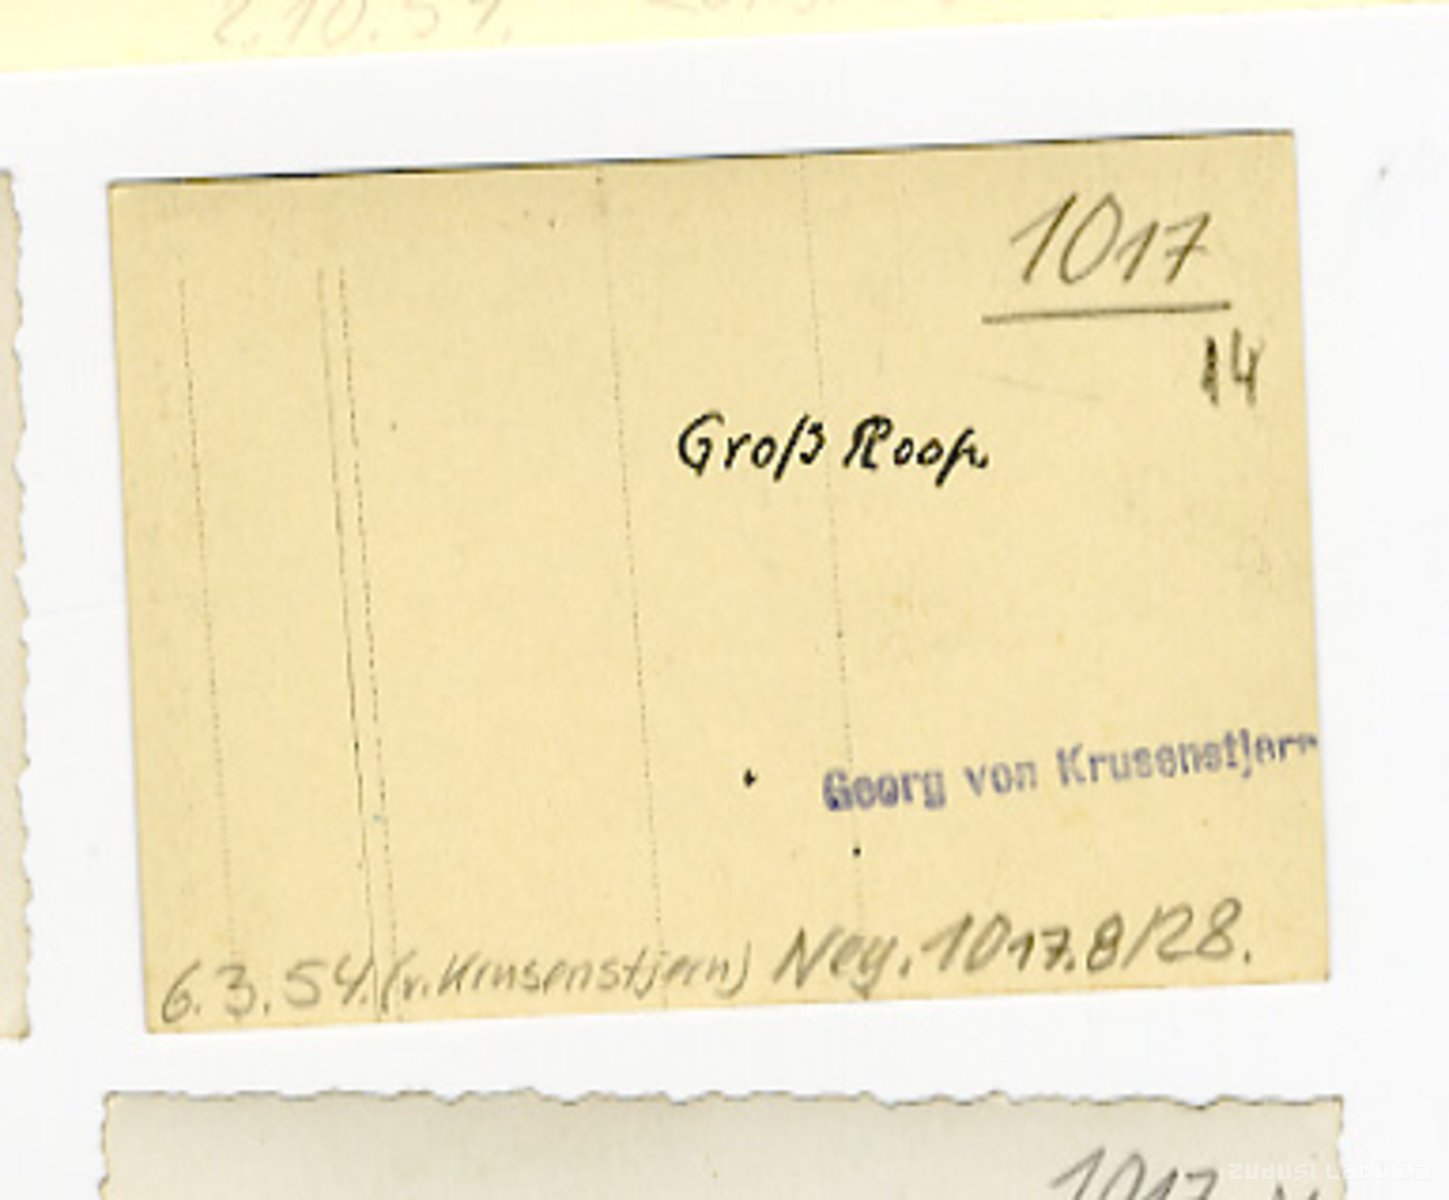 2.10.54.
1017
14
Groß Roop.
Georg von Krusenstjern
6.3.54. (v. Krusenstjern) Neg. 1017.8/28.
1017
ZUDUSI LATVIJA